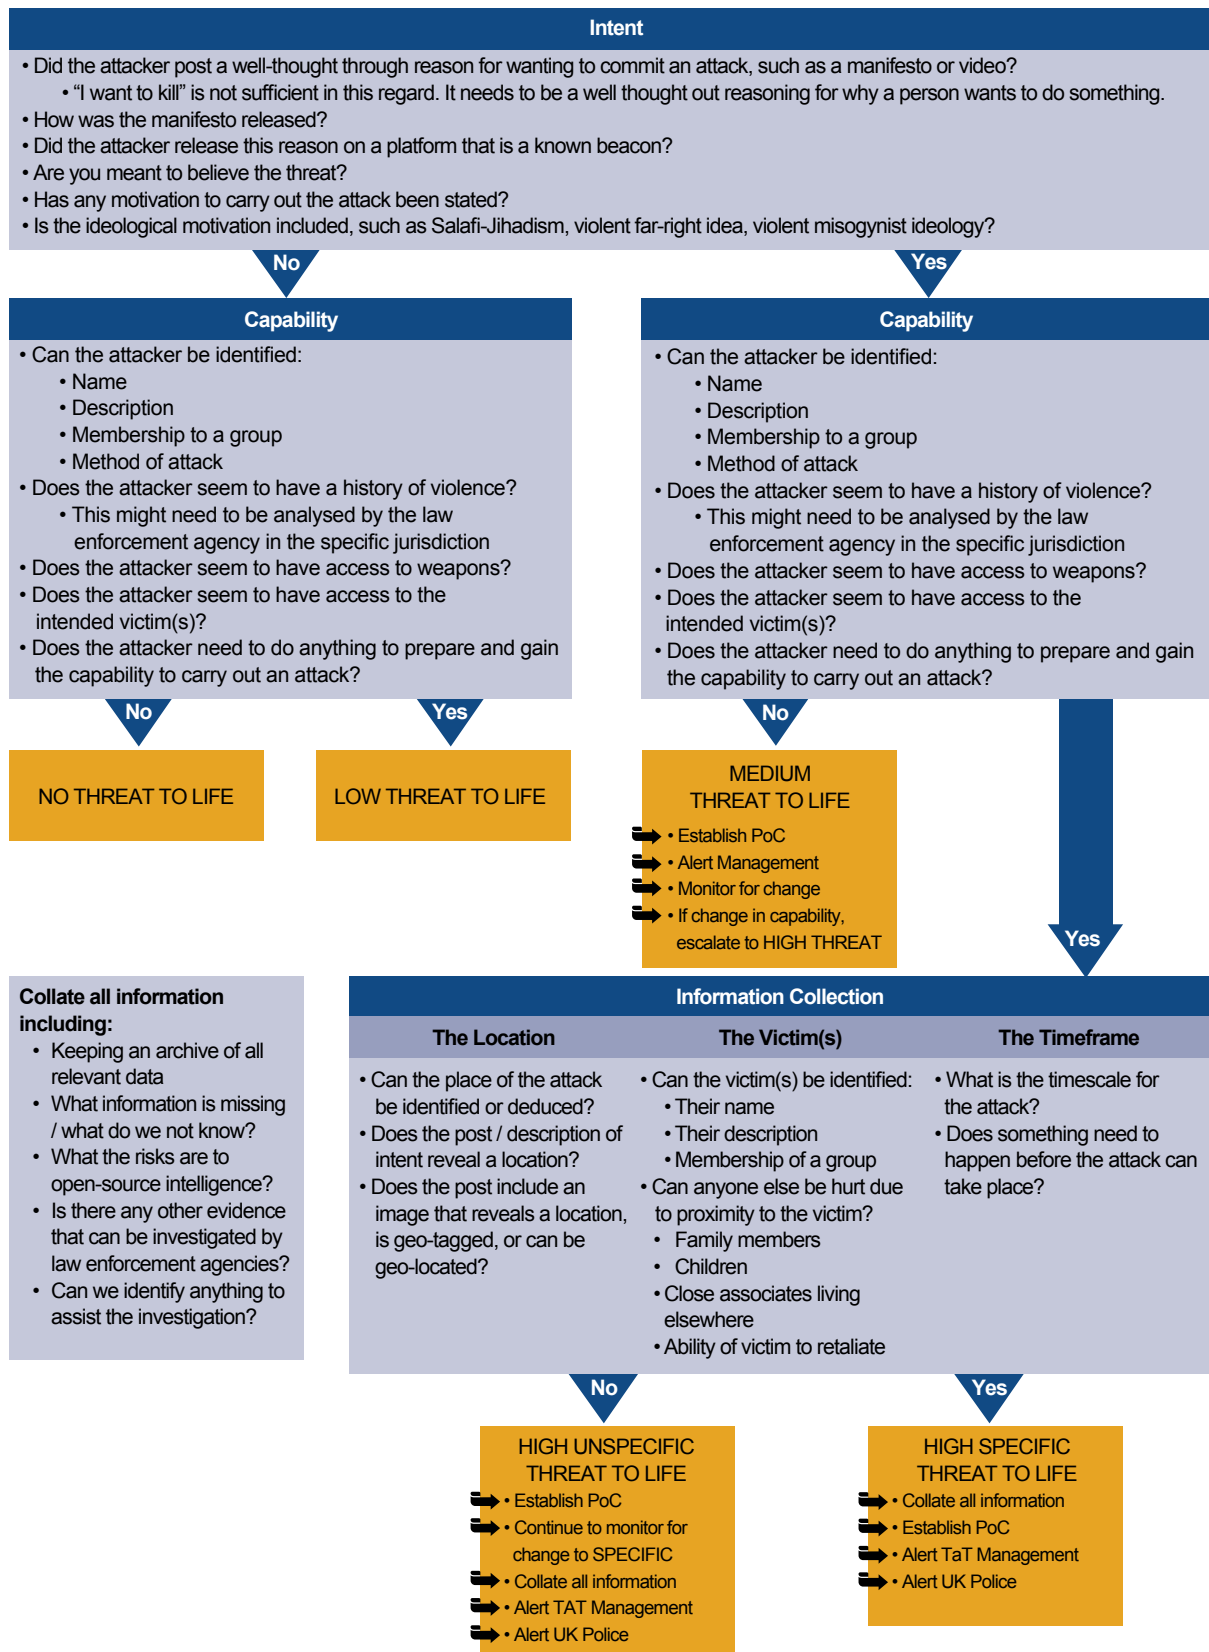 Intent
• Did the attacker post a well-thought through reason for wanting to commit an attack, such as a manifesto or video?
• “I want to kill” is not sufficient in this regard. It needs to be a well thought out reasoning for why a person wants to do something.
• How was the manifesto released?
• Did the attacker release this reason on a platform that is a known beacon?
• Are you meant to believe the threat?
• Has any motivation to carry out the attack been stated?
• Is the ideological motivation included, such as Salafi-Jihadism, violent far-right idea, violent misogynist ideology?
No
Yes
Capability
• Can the attacker be identified:
• Name
• Description
• Membership to a group
• Method of attack
• Does the attacker seem to have a history of violence?
• This might need to be analysed by the law
enforcement agency in the specific jurisdiction
• Does the attacker seem to have access to weapons?
• Does the attacker seem to have access to the
intended victim(s)?
• Does the attacker need to do anything to prepare and gain
the capability to carry out an attack?
No
Yes
NO THREAT TO LIFE
LOW THREAT TO LIFE
Capability
• Can the attacker be identified:
• Name
• Description
• Membership to a group
• Method of attack
• Does the attacker seem to have a history of violence?
• This might need to be analysed by the law
enforcement agency in the specific jurisdiction
• Does the attacker seem to have access to weapons?
• Does the attacker seem to have access to the
intended victim(s)?
• Does the attacker need to do anything to prepare and gain
the capability to carry out an attack?
No
MEDIUM
THREAT TO LIFE
• Establish PoC
• Alert Management
• Monitor for change
• If change in capability,
escalate to HIGH THREAT
Yes
Collate all information
including:
• Keeping an archive of all
relevant data
• What information is missing
/ what do we not know?
• What the risks are to
open-source intelligence?
• Is there any other evidence
that can be investigated by
law enforcement agencies?
• Can we identify anything to
assist the investigation?
Information Collection
The Location
• Can the place of the attack
be identified or deduced?
• Does the post / description of
intent reveal a location?
• Does the post include an
image that reveals a location,
is geo-tagged, or can be
geo-located?
The Victim(s)
• Can the victim(s) be identified:
• Their name
• Their description
• Membership of a group
• Can anyone else be hurt due
to proximity to the victim?
• Family members
• Children
• Close associates living
elsewhere
• Ability of victim to retaliate
The Timeframe
• What is the timescale for
the attack?
• Does something need to
happen before the attack can
take place?
No
Yes
HIGH UNSPECIFIC
THREAT TO LIFE
• Establish PoC
• Continue to monitor for
change to SPECIFIC
• Collate all information
• Alert TAT Management
• Alert UK Police
HIGH SPECIFIC
THREAT TO LIFE
• Collate all information
• Establish PoC
• Alert TaT Management
• Alert UK Police